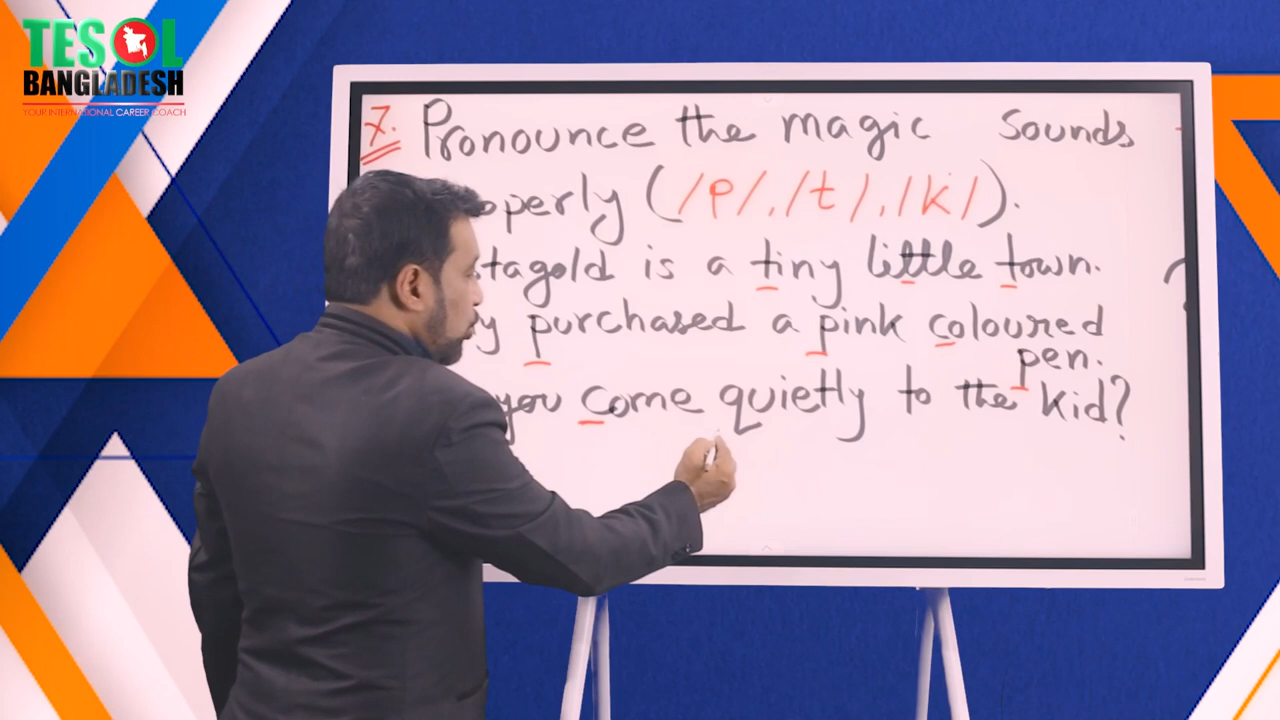 TESOL
BANGLADESH
YOUR INTERNATIONAL CAREER COACH
7. Pronounce the magic sounds
operly (/p/, /t/, /k/).
stagold is a tiny little town.
y purchased a pink coloured
pen.
you come quietly to the kid?